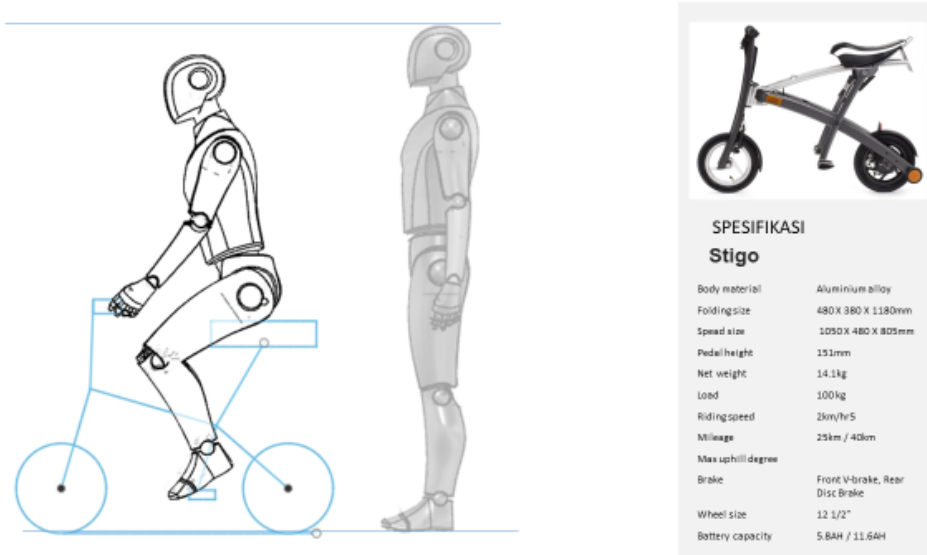 SPESIFIKASI
Stigo
Body material Aluminium alloy
Folding size 480 X 380 X 1180mm
Spead size 1050 X 480 X 805mm
Pedal height 151mm
Net weight 14.1kg
Load 100kg
Riding speed 2km/hr5
Mileage 25km / 40km
Max uphill degree
Brake Front V-brake, Rear
Disc Brake
Wheel size 12 1/2"
Battery capacity 5.8AH / 11.6AH